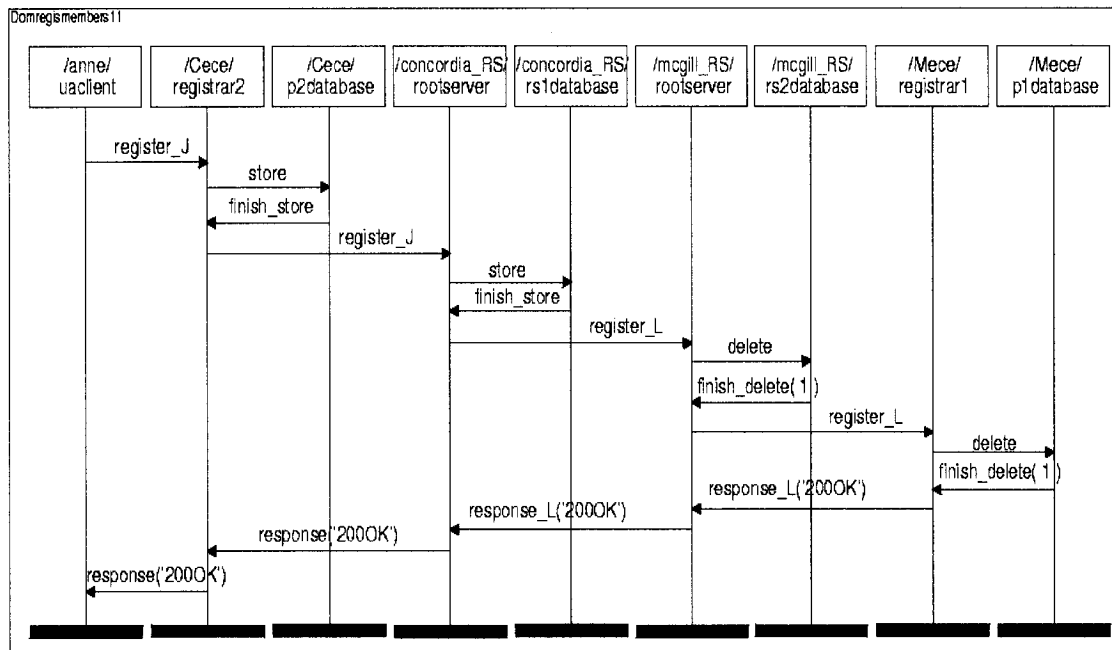 Domregismembers11
/anne/
uaclient
/Cece/
registrar2
/Cece/
p2database
/concordia_RS/
rootserver
/concordia_RS/
rs1database
/mcgill_RS/
rootserver
/mcgill_RS/
rs2database
/Mece/
registrar1
/Mece/
p1database
register_J
store
finish_store
register_J
store
finish_store
register_L
delete
finish_delete( 1 )
register_L
delete
finish_delete( 1 )
response_L('200OK')
response_L('200OK')
response('200OK')
response('200OK')